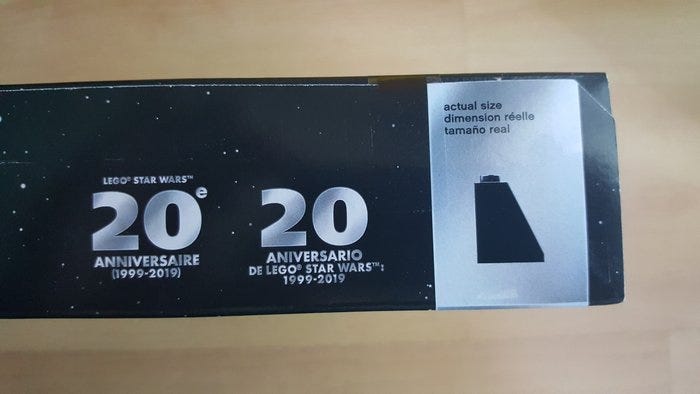 LEGO® STAR WARS™
20e
ANNIVERSAIRE
(1999-2019)
20
ANIVERSARIO
DE LEGO® STAR WARS™:
1999-2019
actual size
dimension réelle
tamaño real